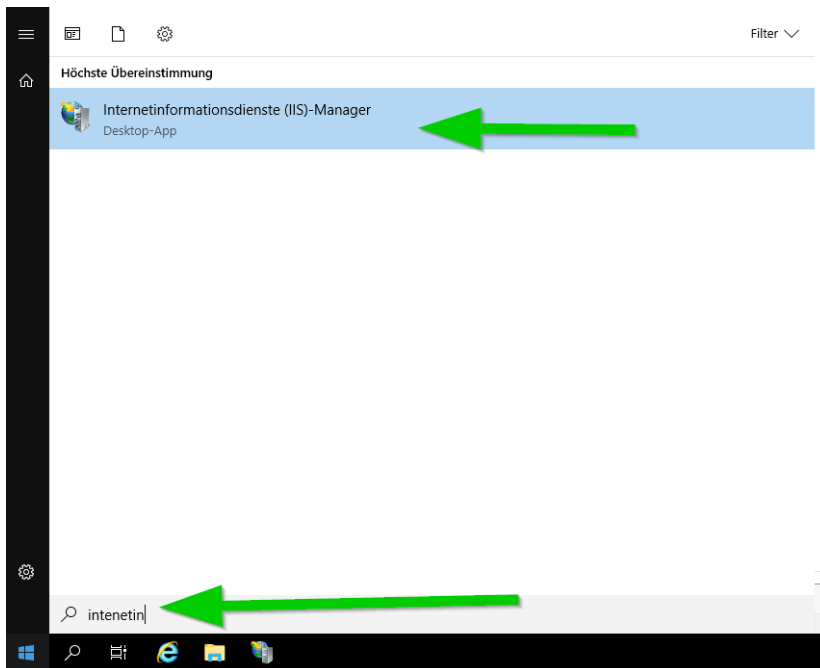 Filter
Höchste Übereinstimmung
Internetinformationsdienste (IIS)-Manager
Desktop-App
intenetin